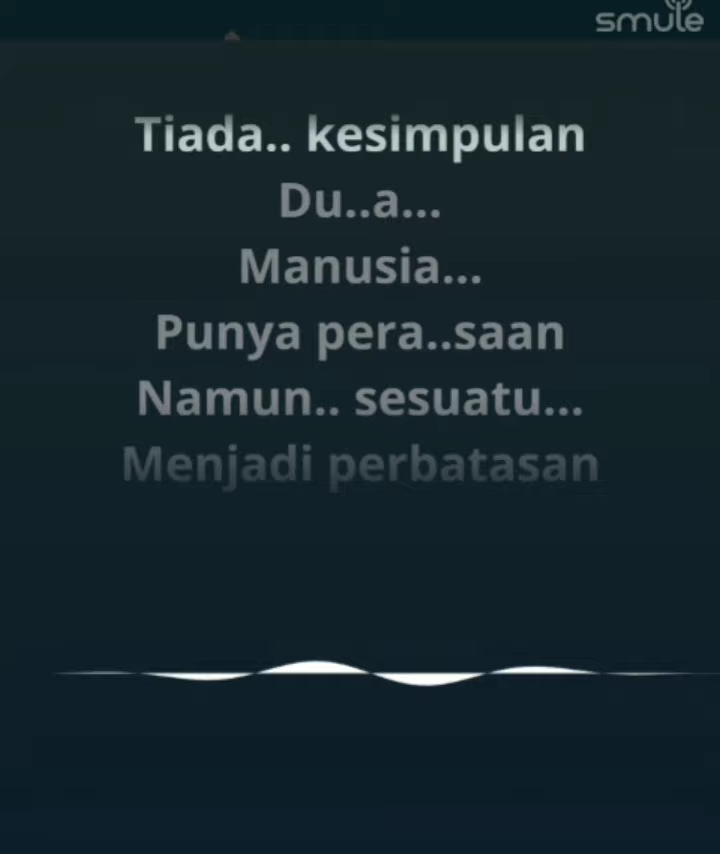 smule
Tiada.. kesimpulan
Du..a...
Manusia...
Punya pera..saan
Namun.. sesuatu...
Menjadi perbatasan